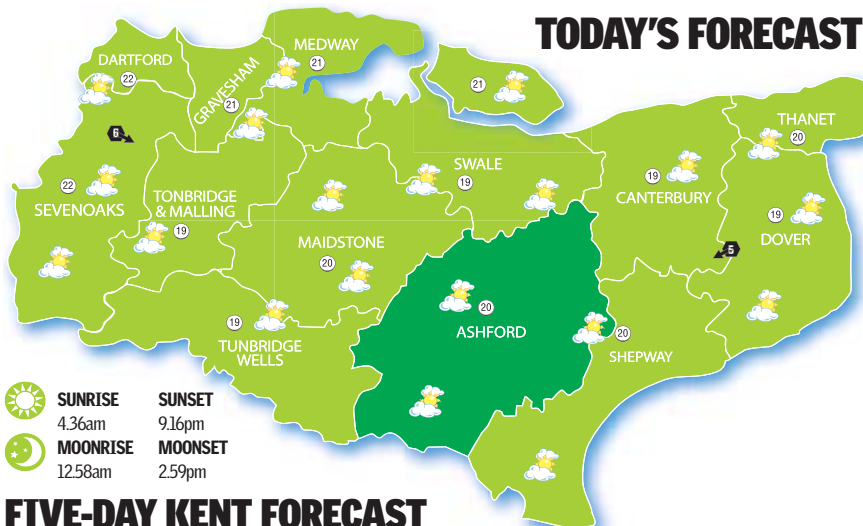 TODAY'S FORECAST
MEDWAY
21
DARTFORD
22
GRAVESHAM
21
21
THANET
20
6
SWALE
19
19
CANTERBURY
22
SEVENOAKS
TONBRIDGE
& MALLING
19
19
DOVER
MAIDSTONE
20
5
20
ASHFORD
19
TUNBRIDGE
WELLS
20
SHEPWAY
SUNRISE SUNSET
4.36am 9.16pm
MOONRISE MOONSET
12.58am 2.59pm
FIVE-DAY KENT FORECAST